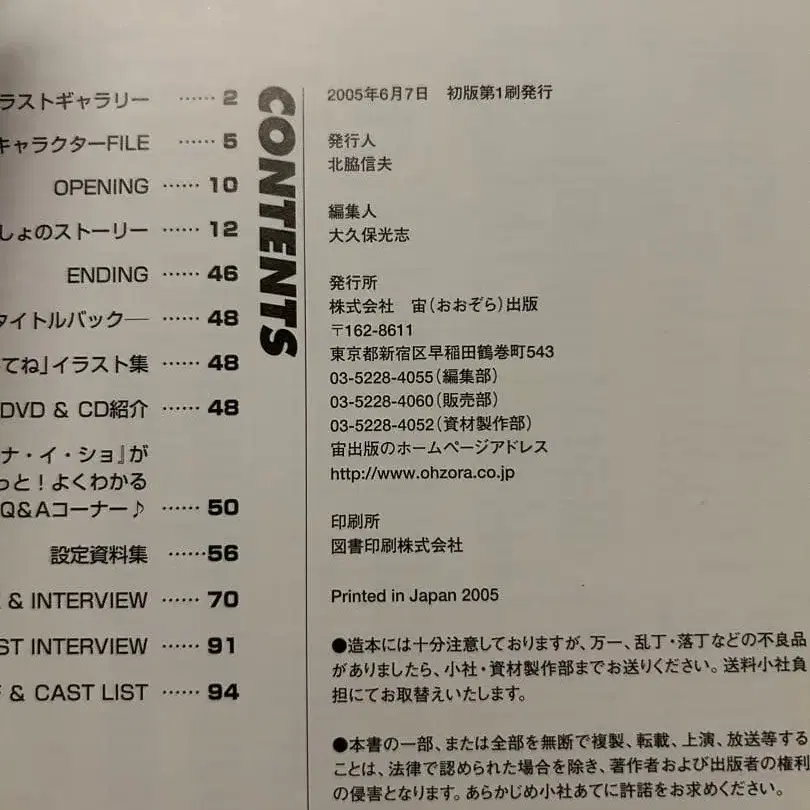 ラストギャラリー ……2
キャラクターFILE ……5
OPENING ……10
しょのストーリー ……12
ENDING ……46
タイトルバック― ……48
てね」イラスト集 ……48
DVD & CD紹介 ……48
ナ・イ・ショ』が
っと！よくわかる
Q&Aコーナー♪ ……50
設定資料集 ……56
& INTERVIEW ……70
ST INTERVIEW ……91
& CAST LIST ……94
CONTENTS
2005年6月7日 初版第1刷発行
発行人
北脇信夫
編集人
大久保光志
発行所
株式会社 宙（おおぞら）出版
〒162-8611
東京都新宿区早稲田鶴巻町543
03-5228-4055（編集部）
03-5228-4060（販売部）
03-5228-4052（資材製作部）
宙出版のホームページアドレス
http://www.ohzora.co.jp
印刷所
図書印刷株式会社
Printed in Japan 2005
●造本には十分注意しておりますが、万一、乱丁・落丁などの不良品
がありましたら、小社・資材製作部までお送りください。送料小社負
担にてお取替えいたします。
●本書の一部、または全部を無断で複製、転載、上演、放送等する
ことは、法律で認められた場合を除き、著作者および出版者の権利
の侵害となります。あらかじめ小社あてに許諾をお求めください。